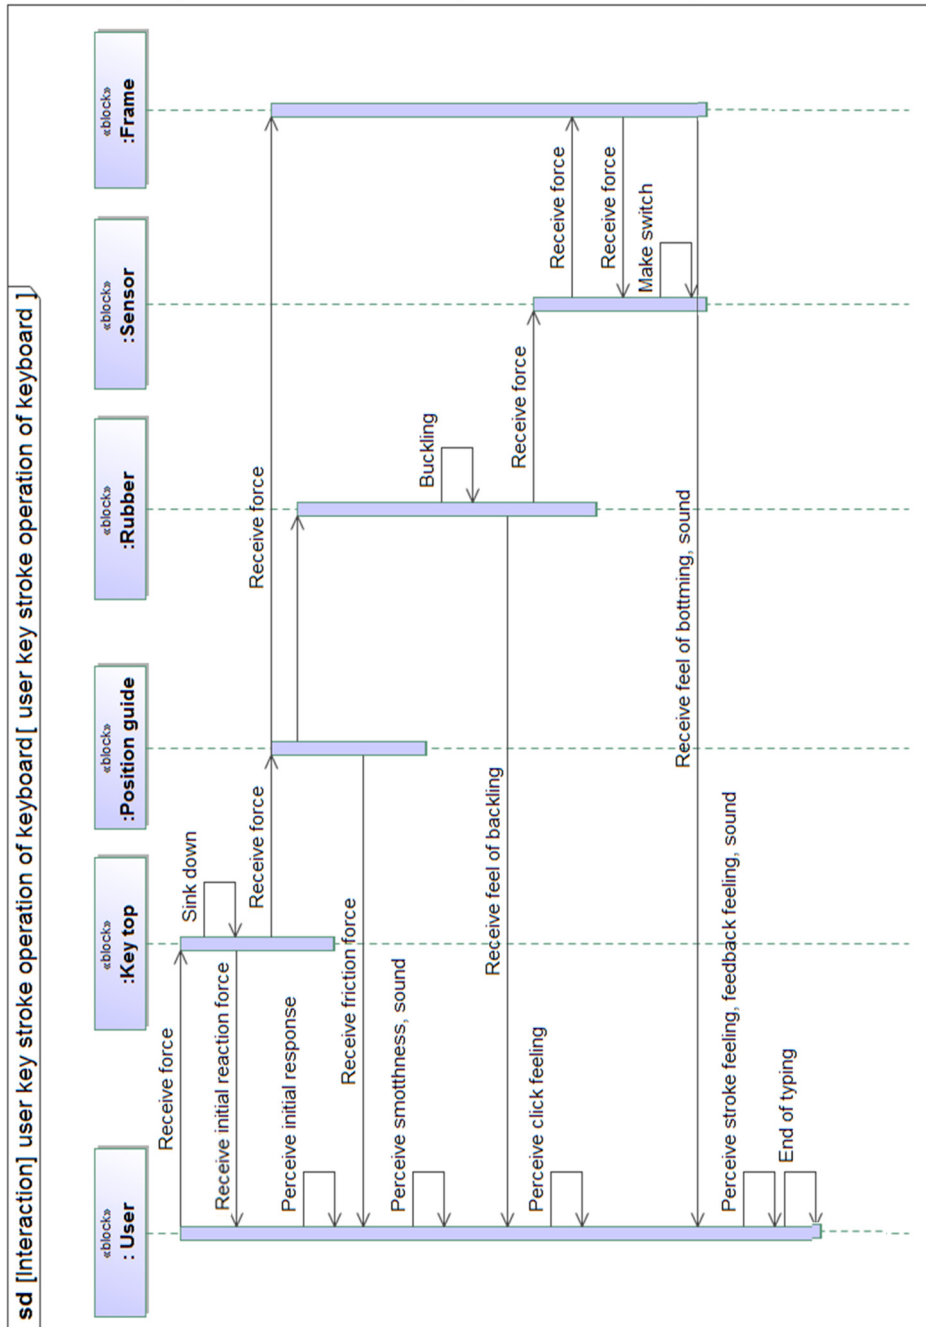 sd [Interaction] user key stroke operation of keyboard[ user key stroke operation of keyboard ]
«block»
: User
«block»
:Key top
«block»
:Position guide
«block»
:Rubber
«block»
:Sensor
«block»
:Frame
Receive force
Sink down
Receive initial reaction force
Receive force
Receive force
Perceive initial response
Receive friction force
Perceive smotthness, sound
Buckling
Receive feel of backling
Receive force
Perceive click feeling
Receive force
Receive force
Make switch
Receive feel of bottming, sound
Perceive stroke feeling, feedback feeling, sound
End of typing